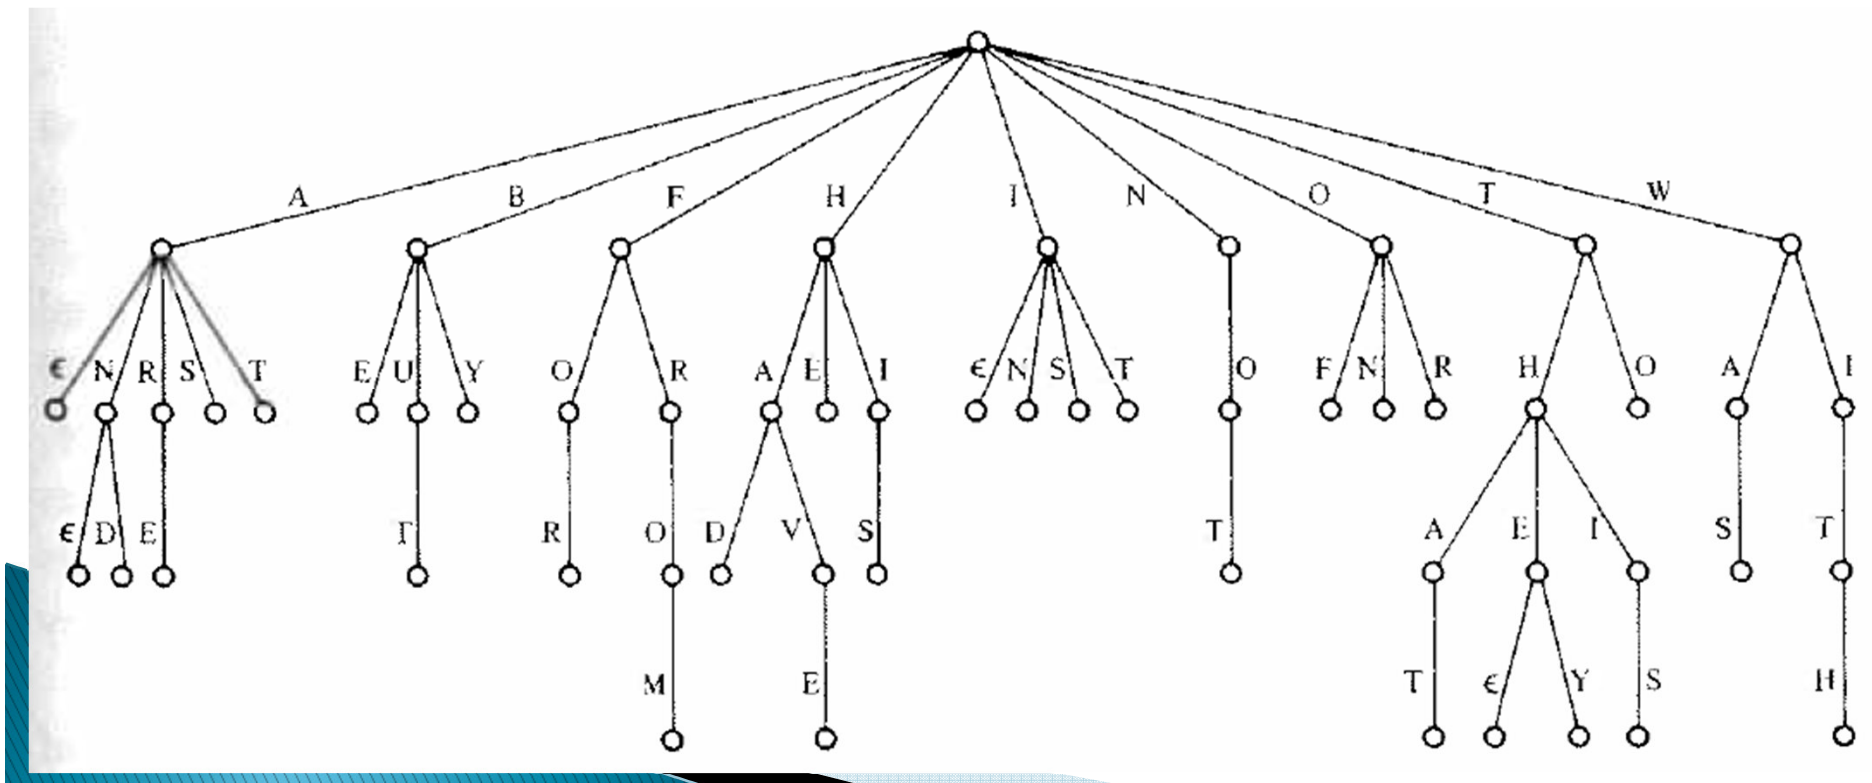 A B F H I N O T W
ϵ N R S T E U Y O R A E I ϵ N S T O F N R H O A I
ϵ D E T R O D V S T A E I S T
M E T ϵ Y S H